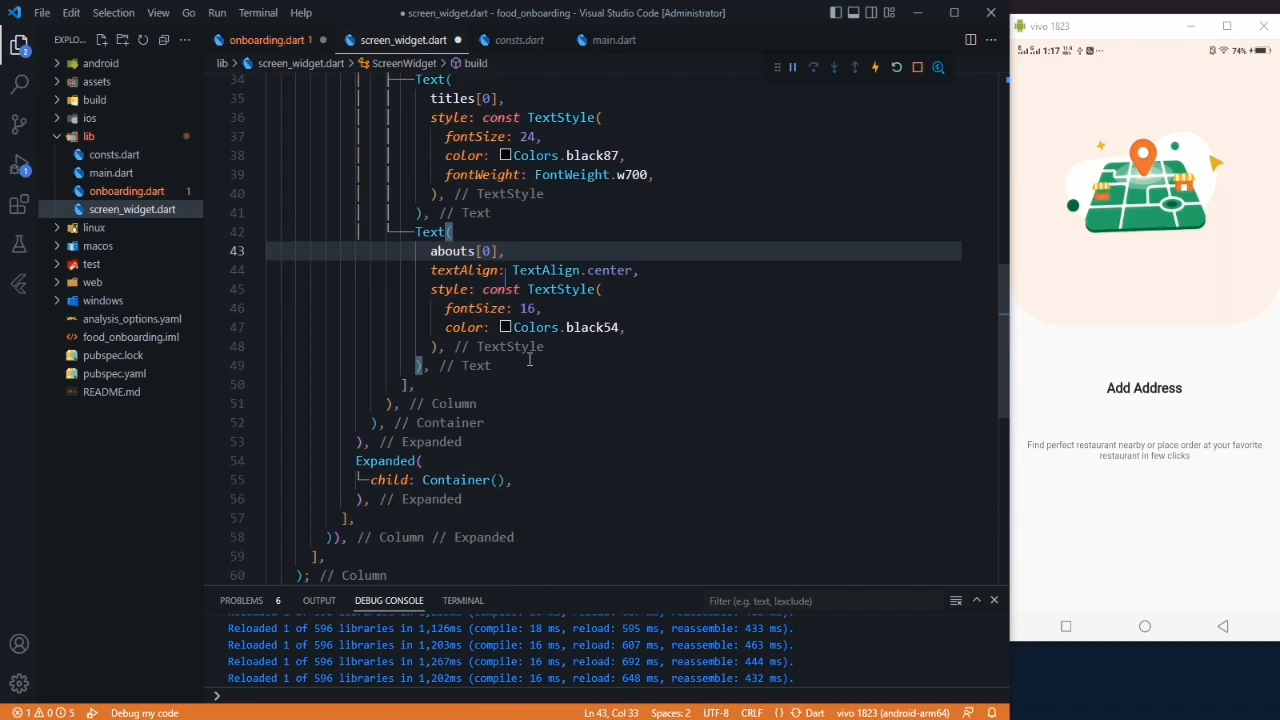 File Edit Selection View Go Run Terminal Help
● screen_widget.dart - food_onboarding - Visual Studio Code [Administrator]
vivo 1823
EXPLO...
onboarding.dart 1
screen_widget.dart
consts.dart
main.dart
lib > screen_widget.dart > ScreenWidget > build
android
assets
build
ios
lib
consts.dart
main.dart
onboarding.dart 1
screen_widget.dart
linux
macos
test
web
windows
analysis_options.yaml
food_onboarding.iml
pubspec.lock
pubspec.yaml
README.md
2
1
34 Text(
35 titles[0],
36 style: const TextStyle(
37 fontSize: 24,
38 color: Colors.black87,
39 fontWeight: FontWeight.w700,
40 ), // TextStyle
41 ), // Text
42 Text(
43 abouts[0],
44 textAlign: TextAlign.center,
45 style: const TextStyle(
46 fontSize: 16,
47 color: Colors.black54,
48 ), // TextStyle
49 ), // Text
50 ],
51 ), // Column
52 ), // Container
53 ), // Expanded
54 Expanded(
55 child: Container(),
56 ), // Expanded
57 ],
58 )), // Column // Expanded
59 ],
60 ); // Column
PROBLEMS 6 OUTPUT DEBUG CONSOLE TERMINAL
Filter (e.g. text, !exclude)
Reloaded 1 of 596 libraries in 1,126ms (compile: 18 ms, reload: 595 ms, reassemble: 433 ms).
Reloaded 1 of 596 libraries in 1,203ms (compile: 16 ms, reload: 607 ms, reassemble: 463 ms).
Reloaded 1 of 596 libraries in 1,267ms (compile: 16 ms, reload: 692 ms, reassemble: 444 ms).
Reloaded 1 of 596 libraries in 1,202ms (compile: 16 ms, reload: 648 ms, reassemble: 432 ms).
1 0 5 Debug my code
Ln 43, Col 33 Spaces: 2 UTF-8 CRLF {} Dart vivo 1823 (android-arm64)
1:17
74%
Add Address
Find perfect restaurant nearby or place order at your favorite
restaurant in few clicks